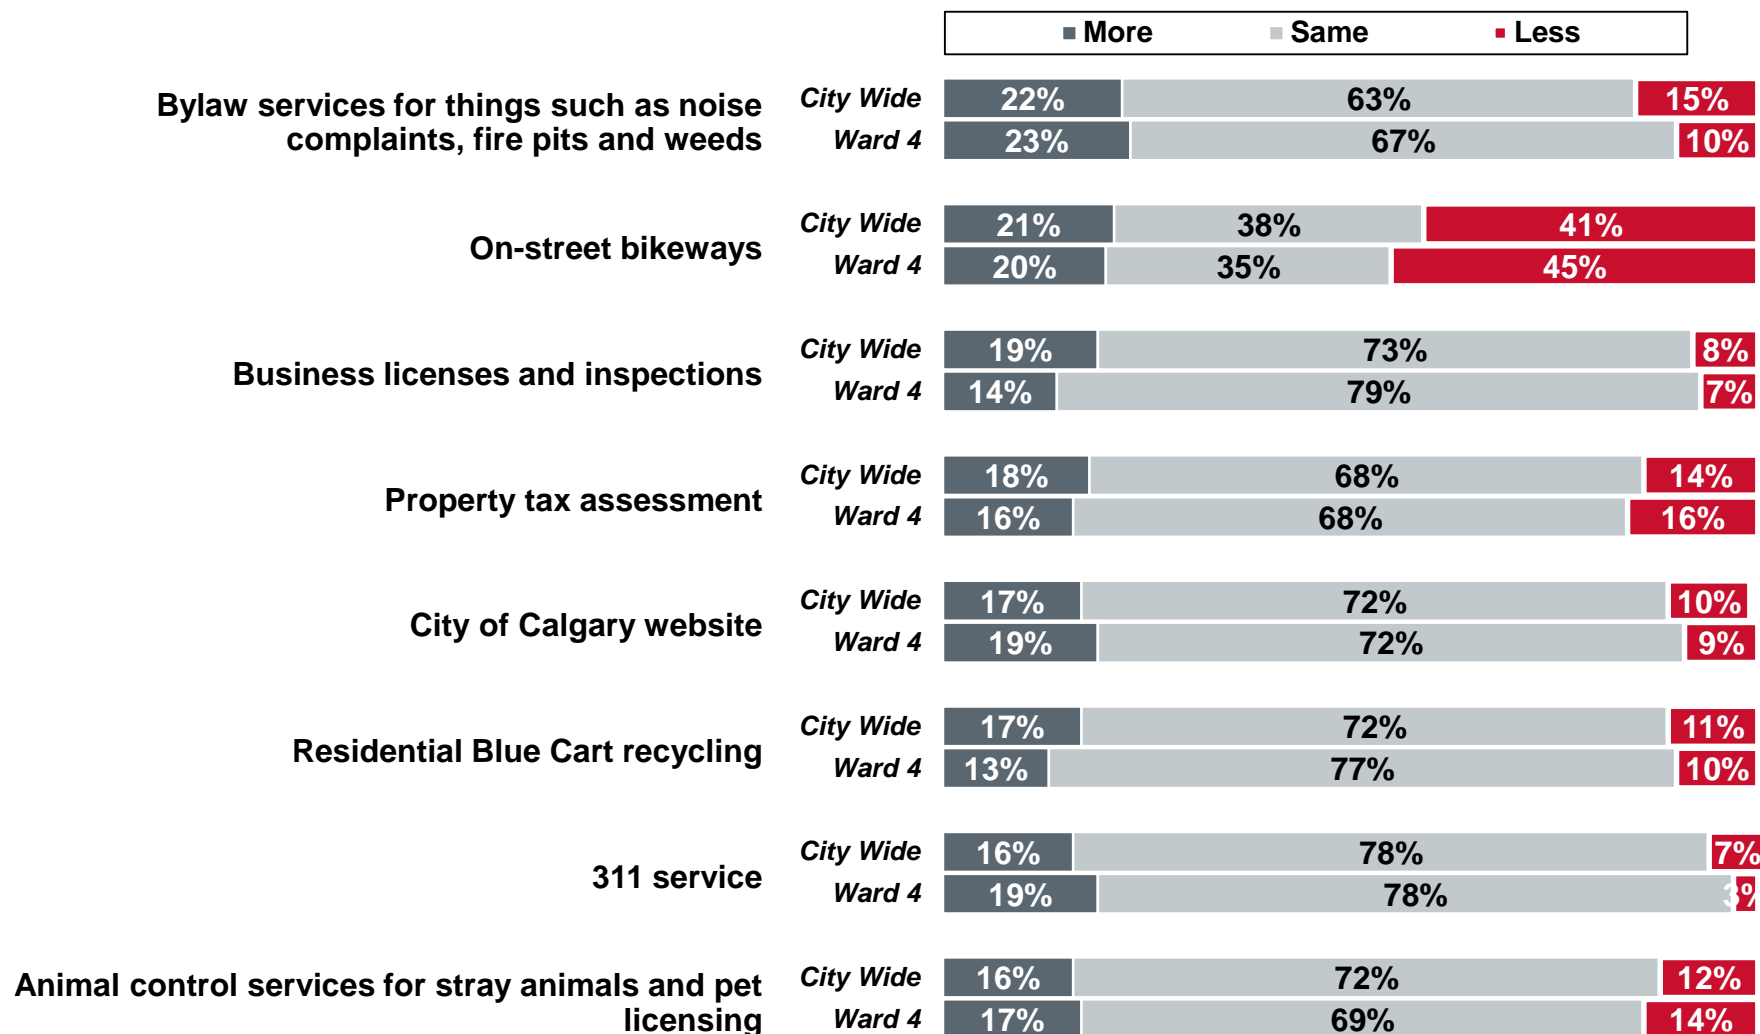 More Same Less
Bylaw services for things such as noise
complaints, fire pits and weeds
City Wide 22% 63% 15%
Ward 4 23% 67% 10%
On-street bikeways
City Wide 21% 38% 41%
Ward 4 20% 35% 45%
Business licenses and inspections
City Wide 19% 73% 8%
Ward 4 14% 79% 7%
Property tax assessment
City Wide 18% 68% 14%
Ward 4 16% 68% 16%
City of Calgary website
City Wide 17% 72% 10%
Ward 4 19% 72% 9%
Residential Blue Cart recycling
City Wide 17% 72% 11%
Ward 4 13% 77% 10%
311 service
City Wide 16% 78% 7%
Ward 4 19% 78% 3%
Animal control services for stray animals and pet
licensing
City Wide 16% 72% 12%
Ward 4 17% 69% 14%